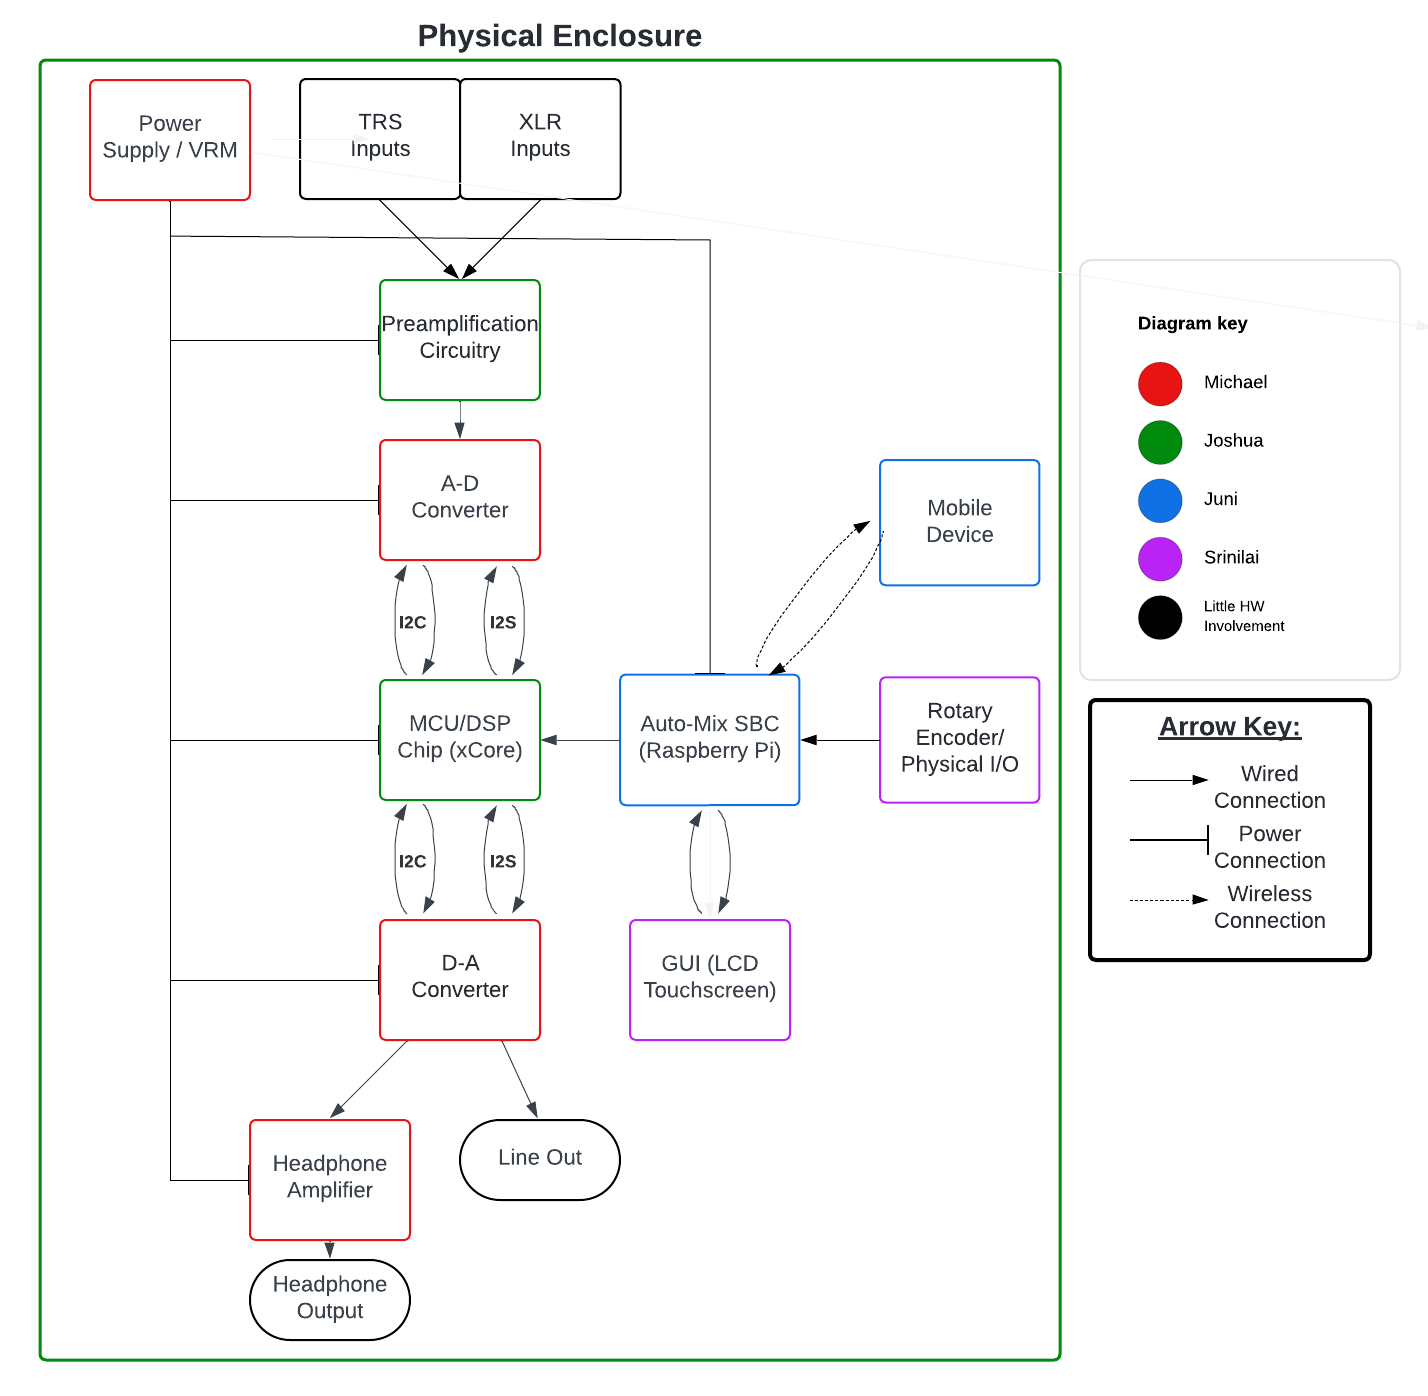 Physical Enclosure
Power
Supply / VRM
TRS
Inputs
XLR
Inputs
Preamplification
Circuitry
A-D
Converter
I2C
I2S
MCU/DSP
Chip (xCore)
I2C
I2S
D-A
Converter
Headphone
Amplifier
Line Out
Headphone
Output
Mobile
Device
Auto-Mix SBC
(Raspberry Pi)
Rotary
Encoder/
Physical I/O
GUI (LCD
Touchscreen)
Diagram key
Michael
Joshua
Juni
Srinilai
Little HW
Involvement
Arrow Key:
Wired
Connection
Power
Connection
Wireless
Connection